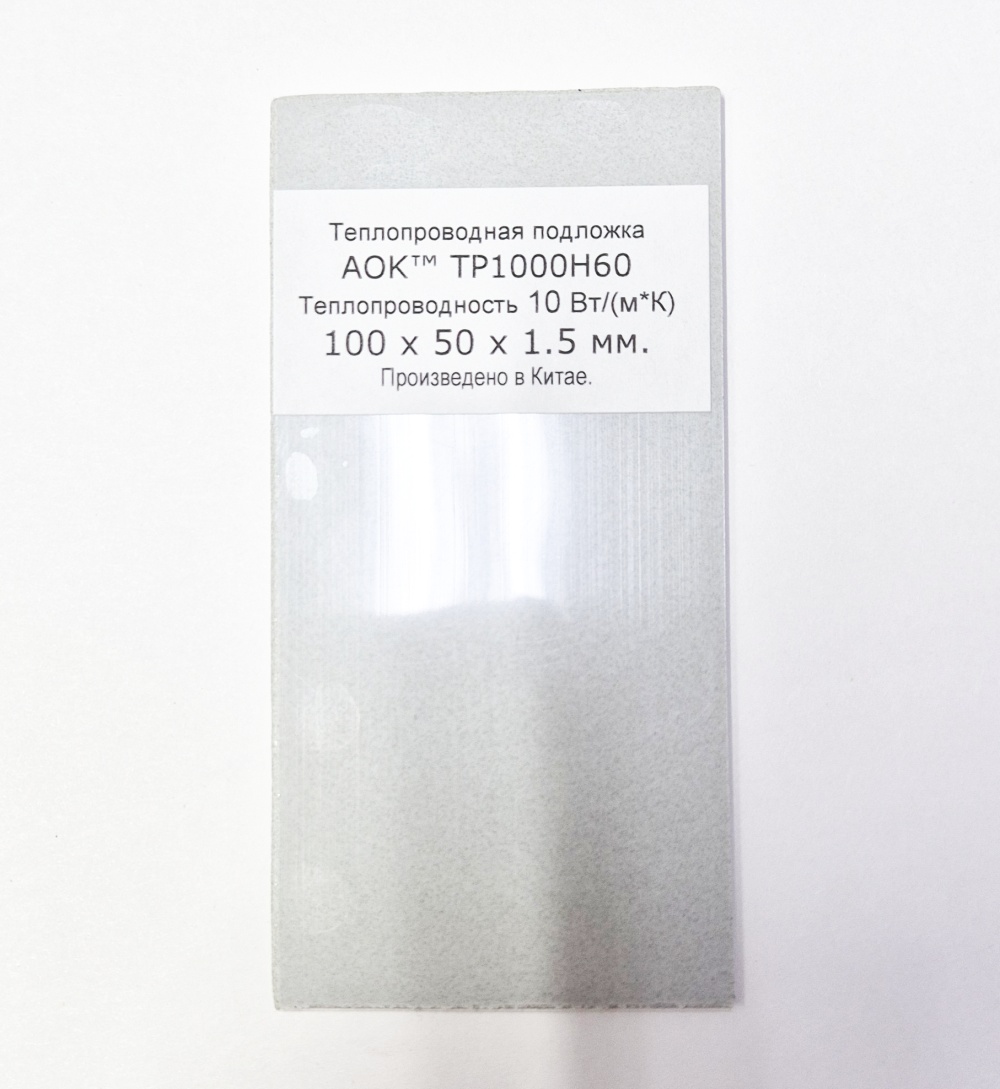 Теплопроводная подложка
AOK™ TP1000H60
Теплопроводность 10 Вт/(м*К)
100 x 50 x 1.5 мм.
Произведено в Китае.